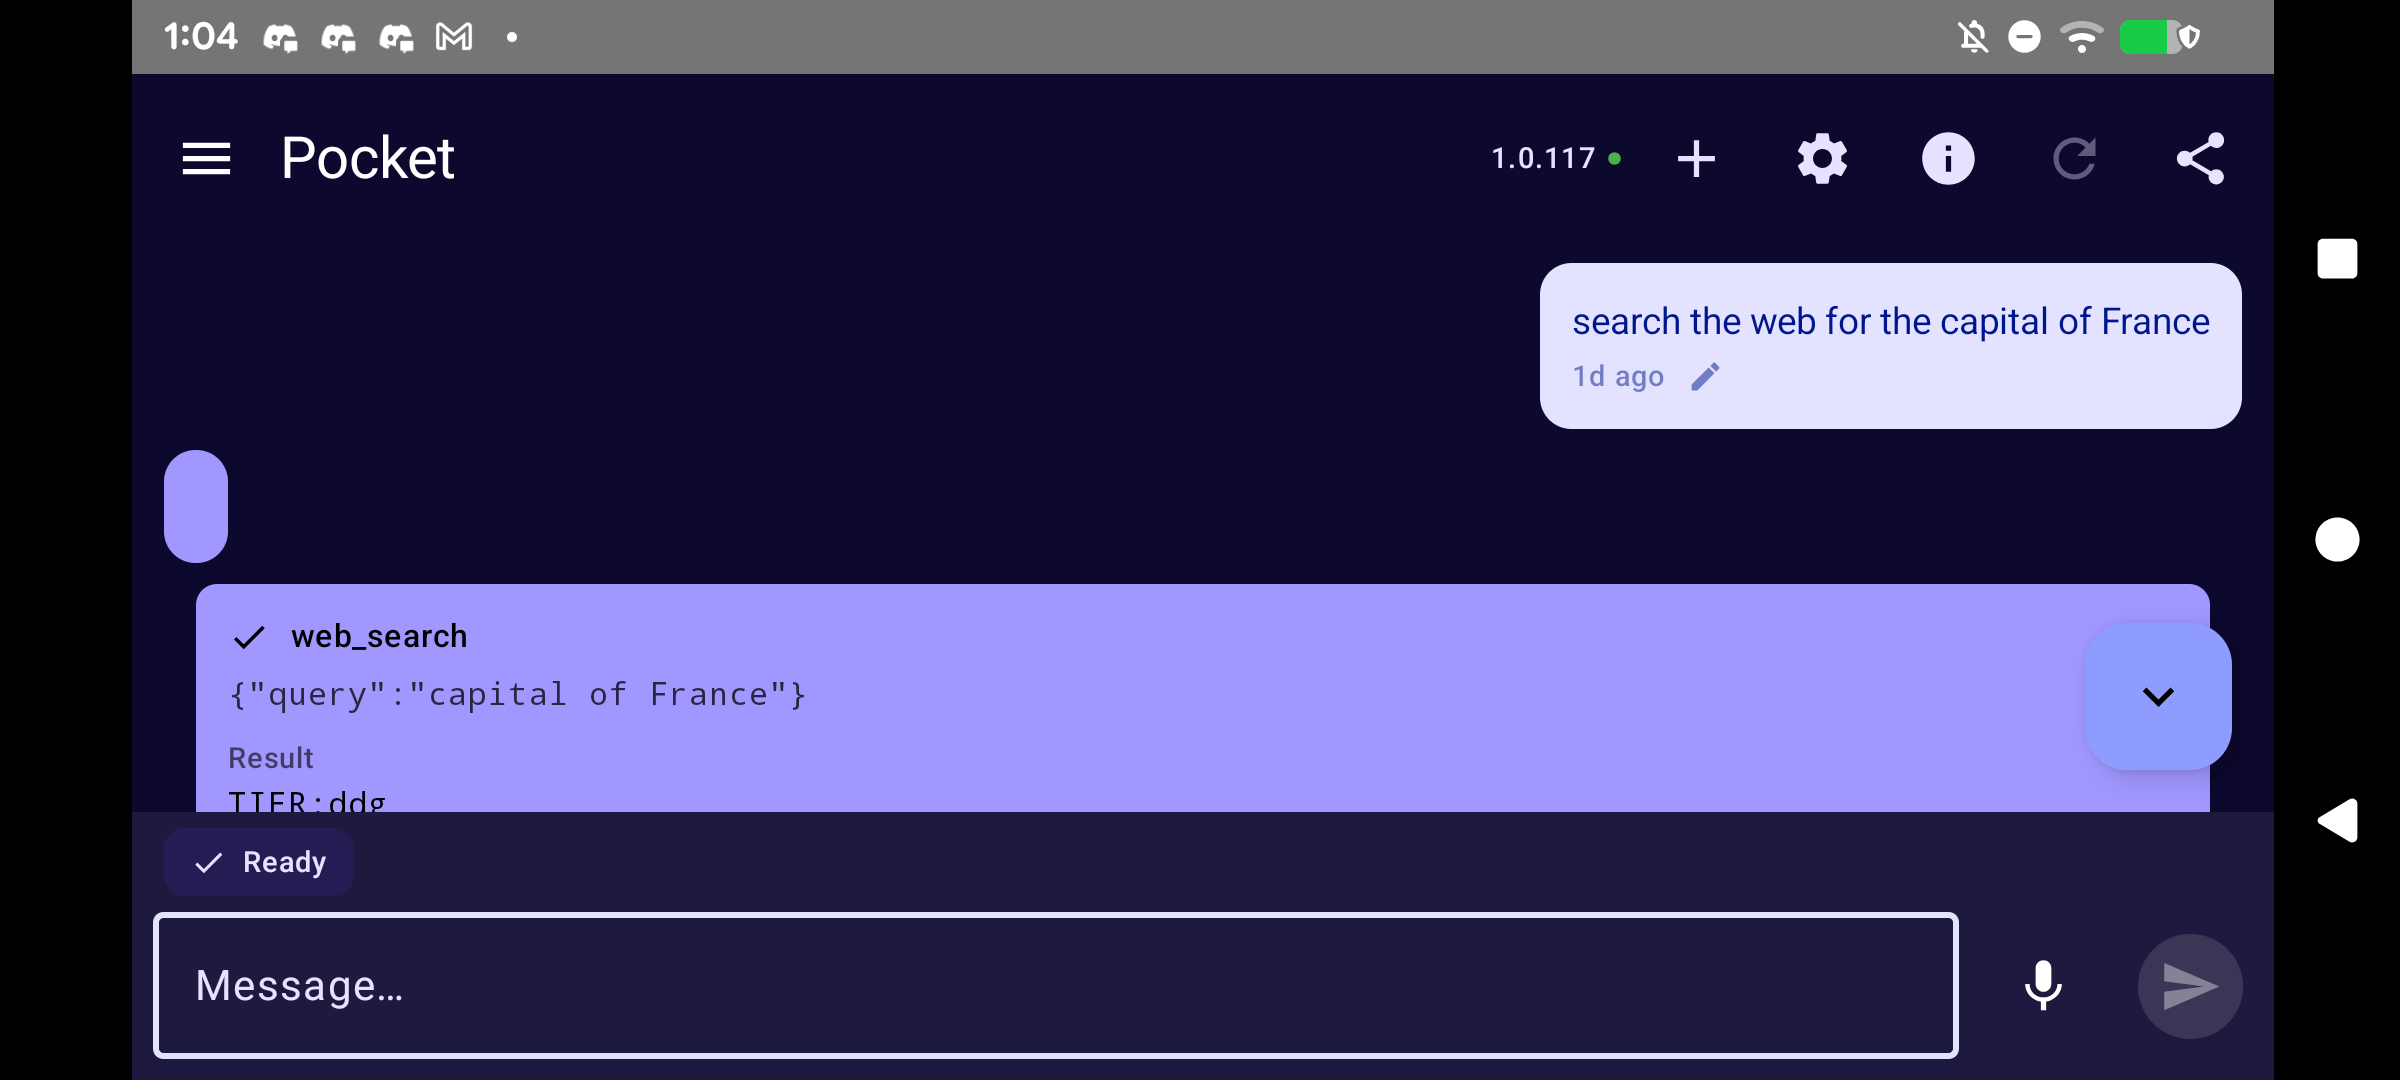 1:04
Pocket
1.0.117
search the web for the capital of France
1d ago
web_search
{"query":"capital of France"}
Result
TIER:ddg
Ready
Message…